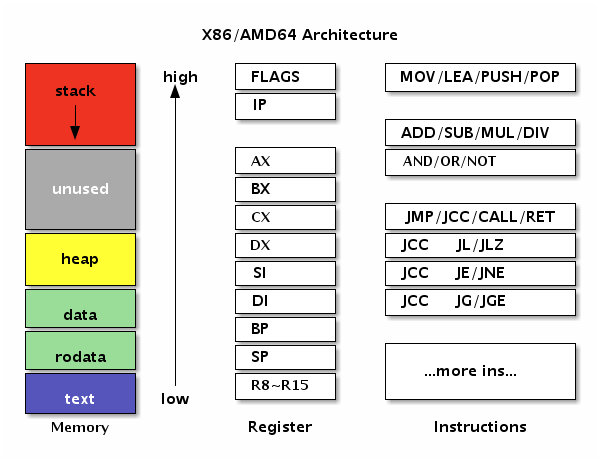 X86/AMD64 Architecture
stack
unused
heap
data
rodata
text
Memory
high
low
FLAGS
IP
AX
BX
CX
DX
SI
DI
BP
SP
R8~R15
Register
MOV/LEA/PUSH/POP
ADD/SUB/MUL/DIV
AND/OR/NOT
JMP/JCC/CALL/RET
JCC JL/JLZ
JCC JE/JNE
JCC JG/JGE
...more ins...
Instructions